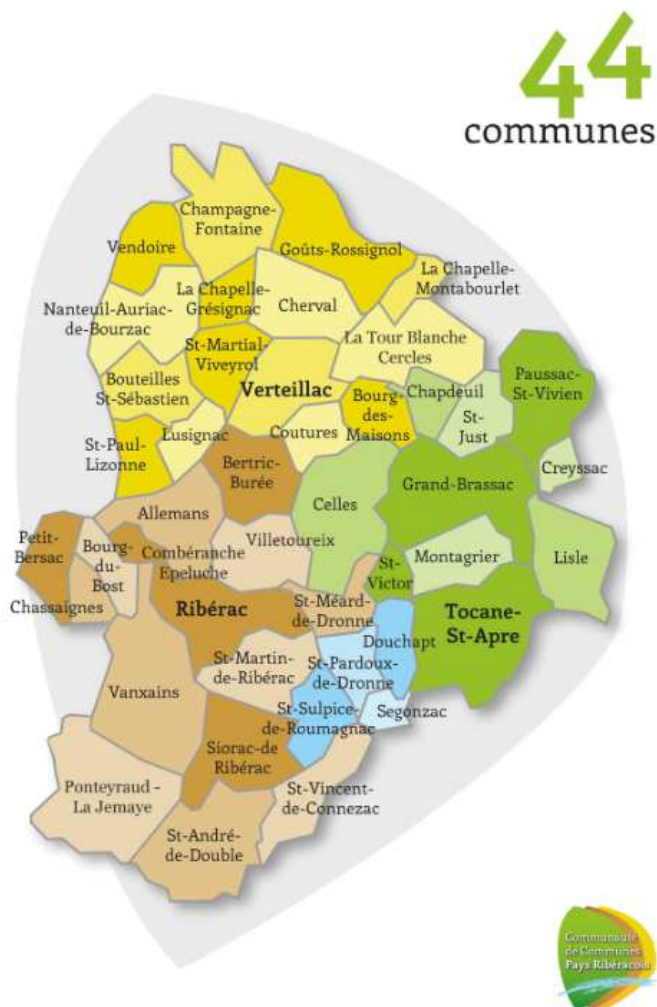 44
communes
Champagne-
Fontaine
Vendoire
Goûts-Rossignol
La Chapelle-
Montabourlet
La Chapelle-
Grésignac
Cherval
Nanteuil-Auriac-
de-Bourzac
La Tour Blanche
Cercles
St-Martial-
Viveyrol
Paussac-
St-Vivien
Bouteilles
St-Sébastien
Verteillac
Bourg-
des-
Maisons
Chapdeuil
St-
Just
St-Paul-
Lizonne
Lusignac
Coutures
Creyssac
Bertric-
Burée
Grand-Brassac
Celles
Allemans
Petit-
Bersac
Bourg-
du-
Bost
Combéranche
Epeluche
Villetoureix
Montagrier
Lisle
St-
Victor
Chassaignes
Ribérac
St-Méard-
de-Dronne
Tocane-
St-Apre
Douchapt
St-Martin-
de-Ribérac
St-Pardoux-
de-Dronne
Vanxains
St-Sulpice-
de-Roumagnac
Segonzac
Siorac-de
Ribérac
Ponteyraud -
La Jemaye
St-Vincent-
de-Connezac
St-André-
de-Double
Communauté
de Communes
Pays Ribéracois